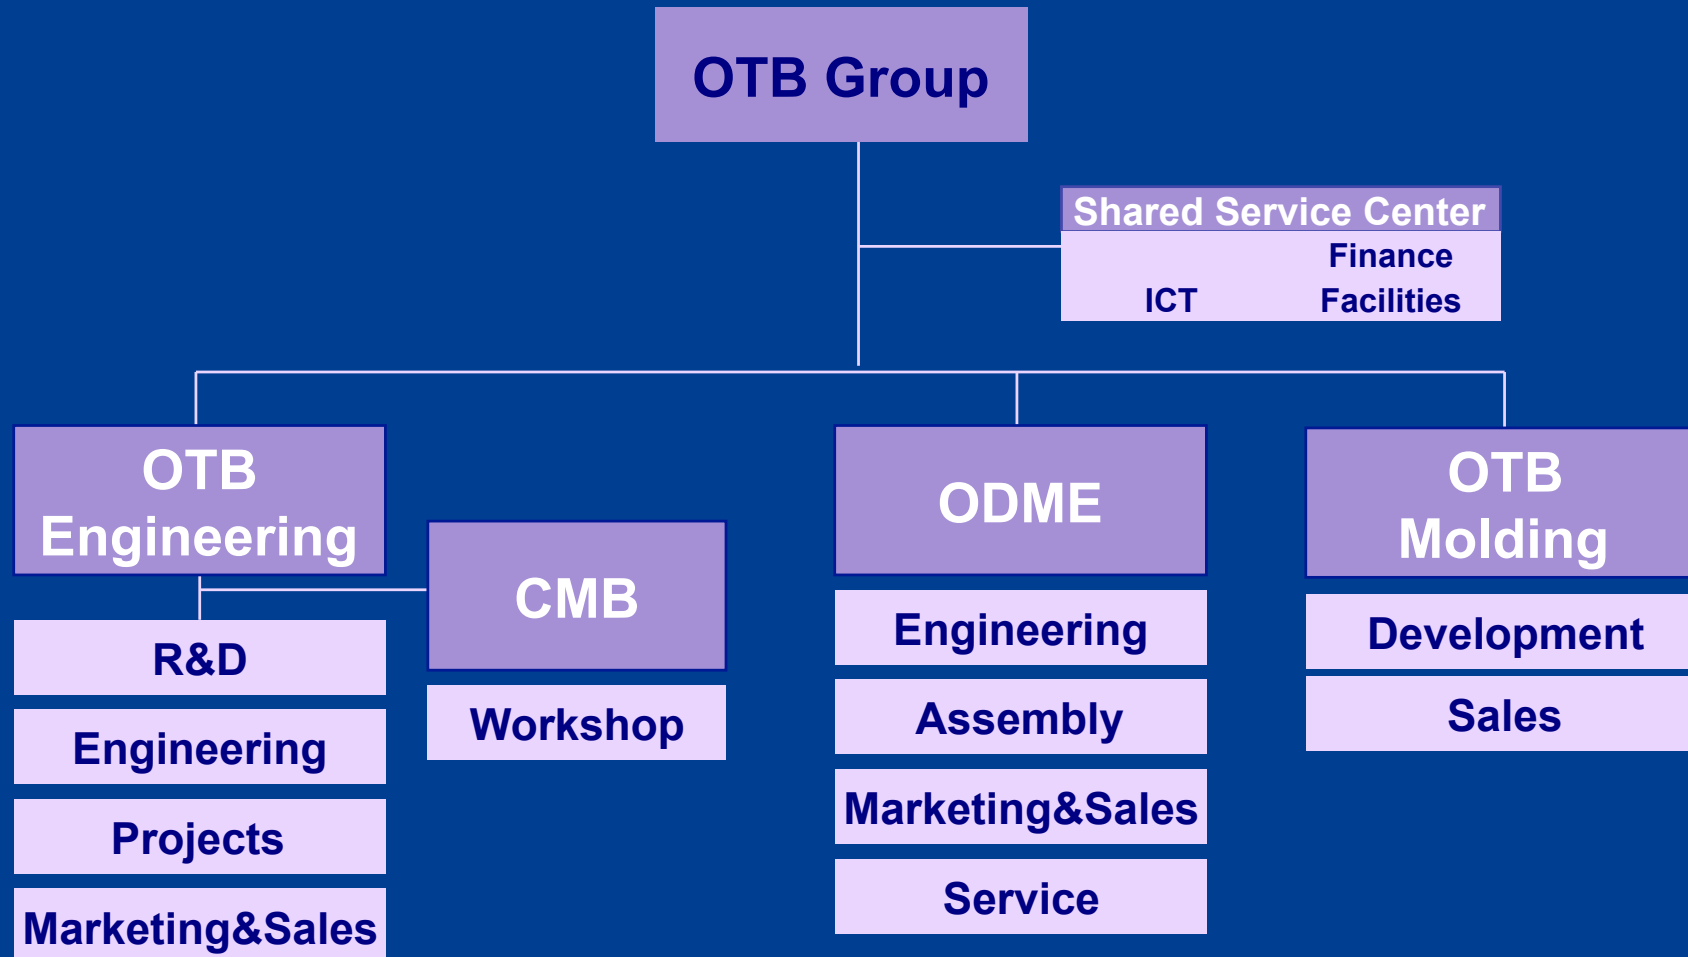 OTB Group
Shared Service Center
Finance
ICT Facilities
OTB
Engineering
R&D
Engineering
Projects
Marketing&Sales
CMB
Workshop
ODME
Engineering
Assembly
Marketing&Sales
Service
OTB
Molding
Development
Sales